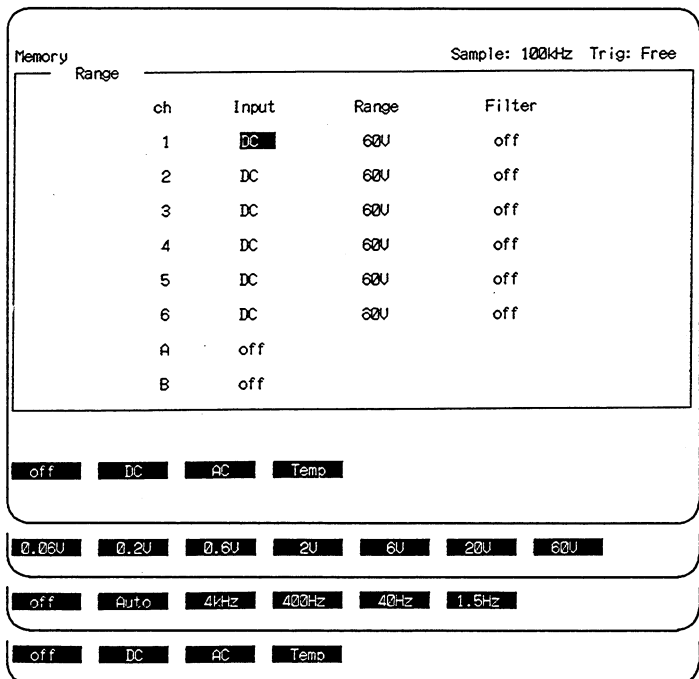 Memory Sample: 100kHz Trig: Free
Range
ch Input Range Filter
1 DC 60V off
2 DC 60V off
3 DC 60V off
4 DC 60V off
5 DC 60V off
6 DC 60V off
A off
B off
off DC AC Temp
0.06V 0.2V 0.6V 2V 6V 20V 60V
off Auto 4kHz 400Hz 40Hz 1.5Hz
off DC AC Temp